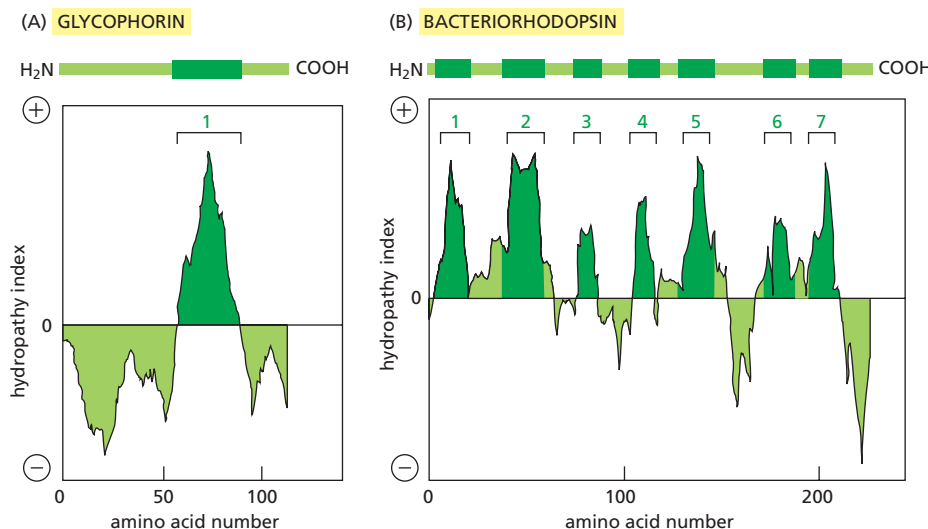 (A) GLYCOPHORIN
H₂N COOH
+
1
hydropathy index
0
−
0 50 100
amino acid number
(B) BACTERIORHODOPSIN
H₂N COOH
+
1 2 3 4 5 6 7
hydropathy index
0
−
0 100 200
amino acid number